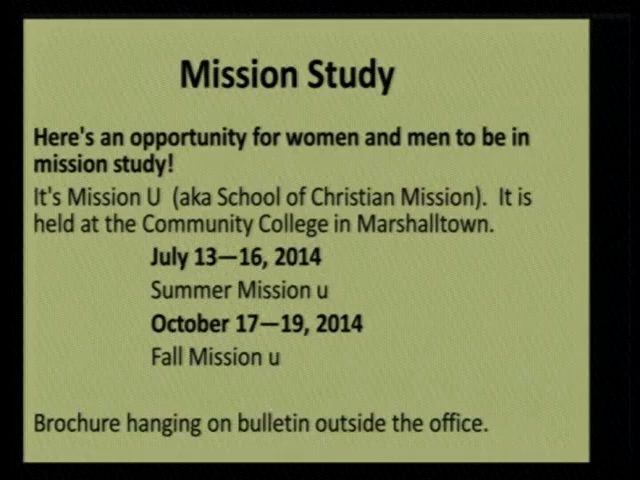 Mission Study
Here's an opportunity for women and men to be in
mission study!
It's Mission U (aka School of Christian Mission). It is
held at the Community College in Marshalltown.
July 13—16, 2014
Summer Mission u
October 17—19, 2014
Fall Mission u
Brochure hanging on bulletin outside the office.